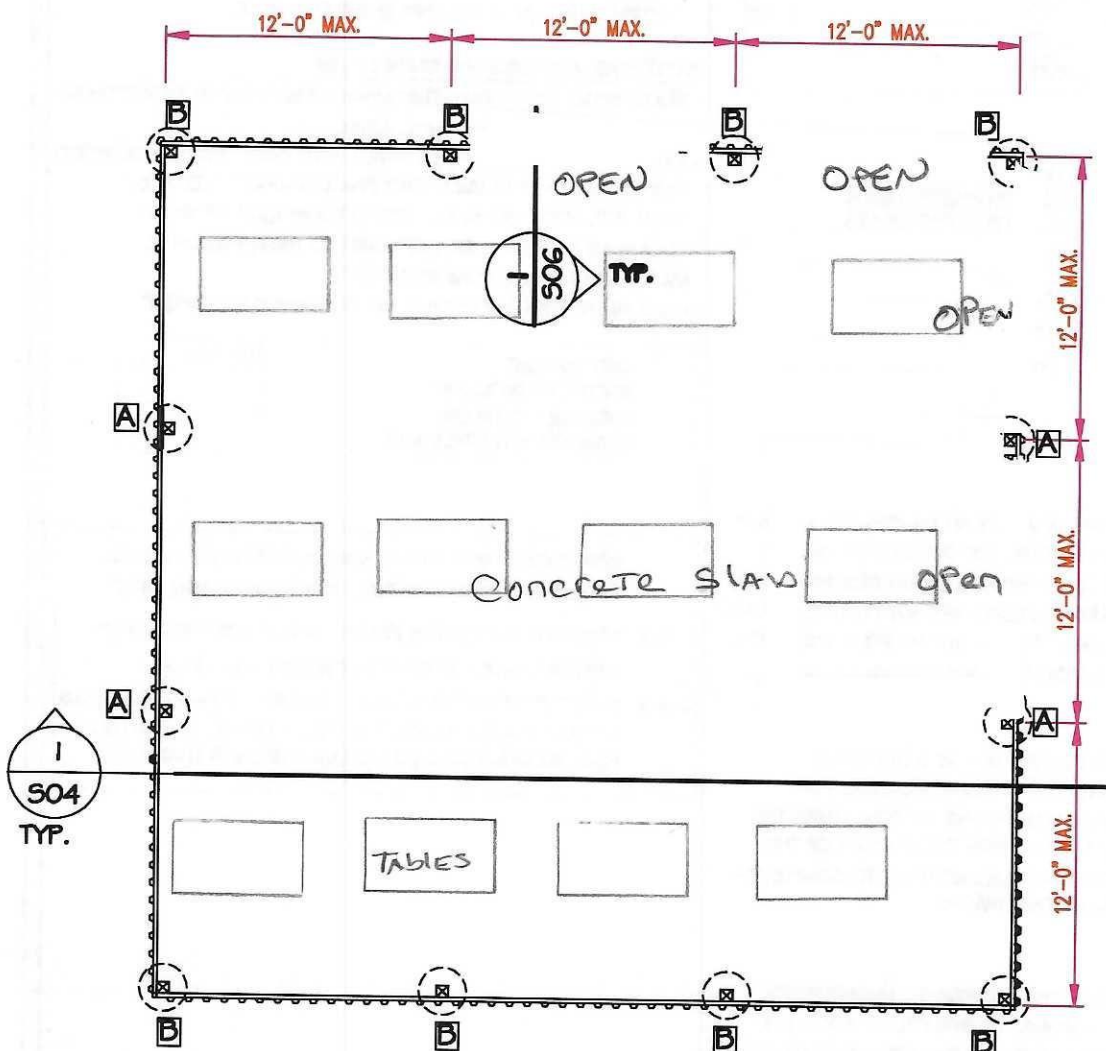 12'-0" MAX. 12'-0" MAX. 12'-0" MAX.
B B B B
OPEN OPEN
1
S06
TYP.
OPEN
12'-0" MAX.
A A
12'-0" MAX.
Concrete SLAB OPen
A A
1
S04
TYP.
12'-0" MAX.
TABLES
B B B B